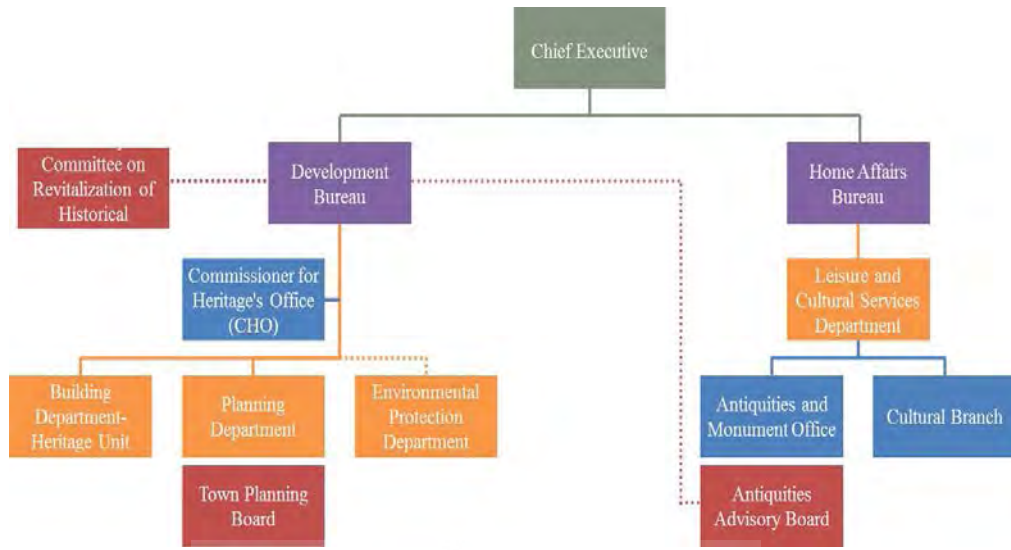 Chief Executive
Committee on
Revitalization of
Historical
Development
Bureau
Home Affairs
Bureau
Commissioner for
Heritage's Office
(CHO)
Leisure and
Cultural Services
Department
Building
Department-
Heritage Unit
Planning
Department
Environmental
Protection
Department
Antiquities and
Monument Office
Cultural Branch
Town Planning
Board
Antiquities
Advisory Board